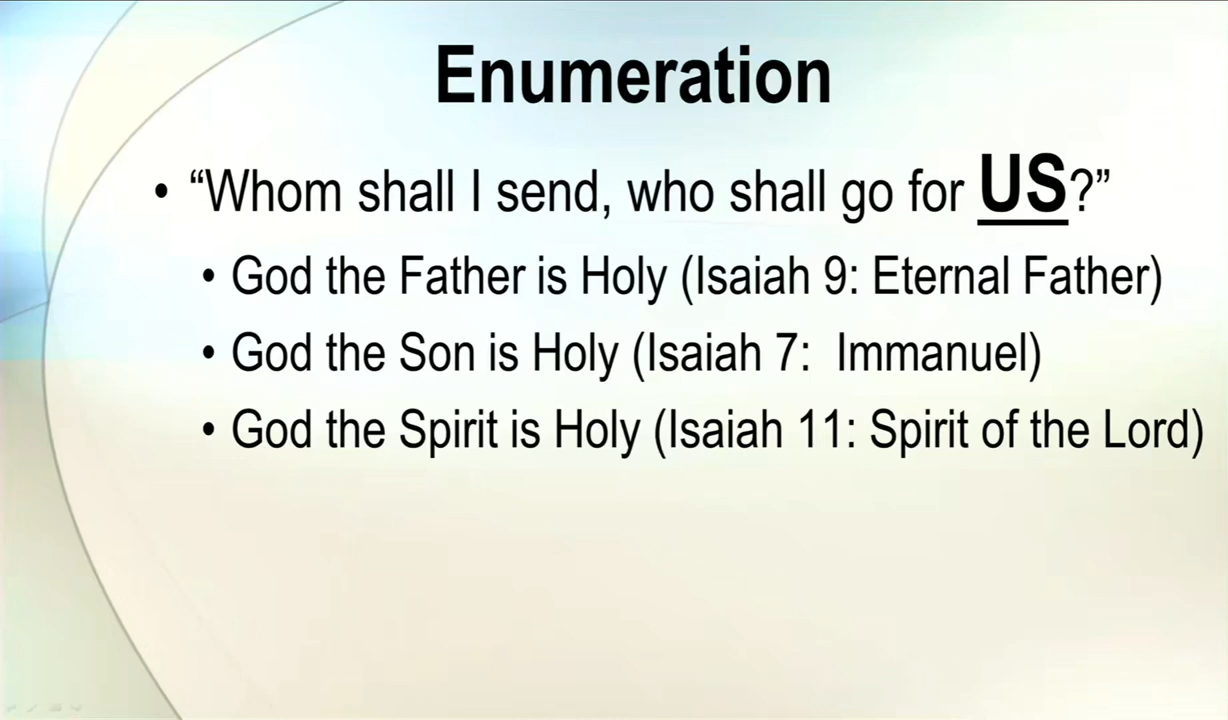 Enumeration
• “Whom shall I send, who shall go for US?”
• God the Father is Holy (Isaiah 9: Eternal Father)
• God the Son is Holy (Isaiah 7:  Immanuel)
• God the Spirit is Holy (Isaiah 11: Spirit of the Lord)